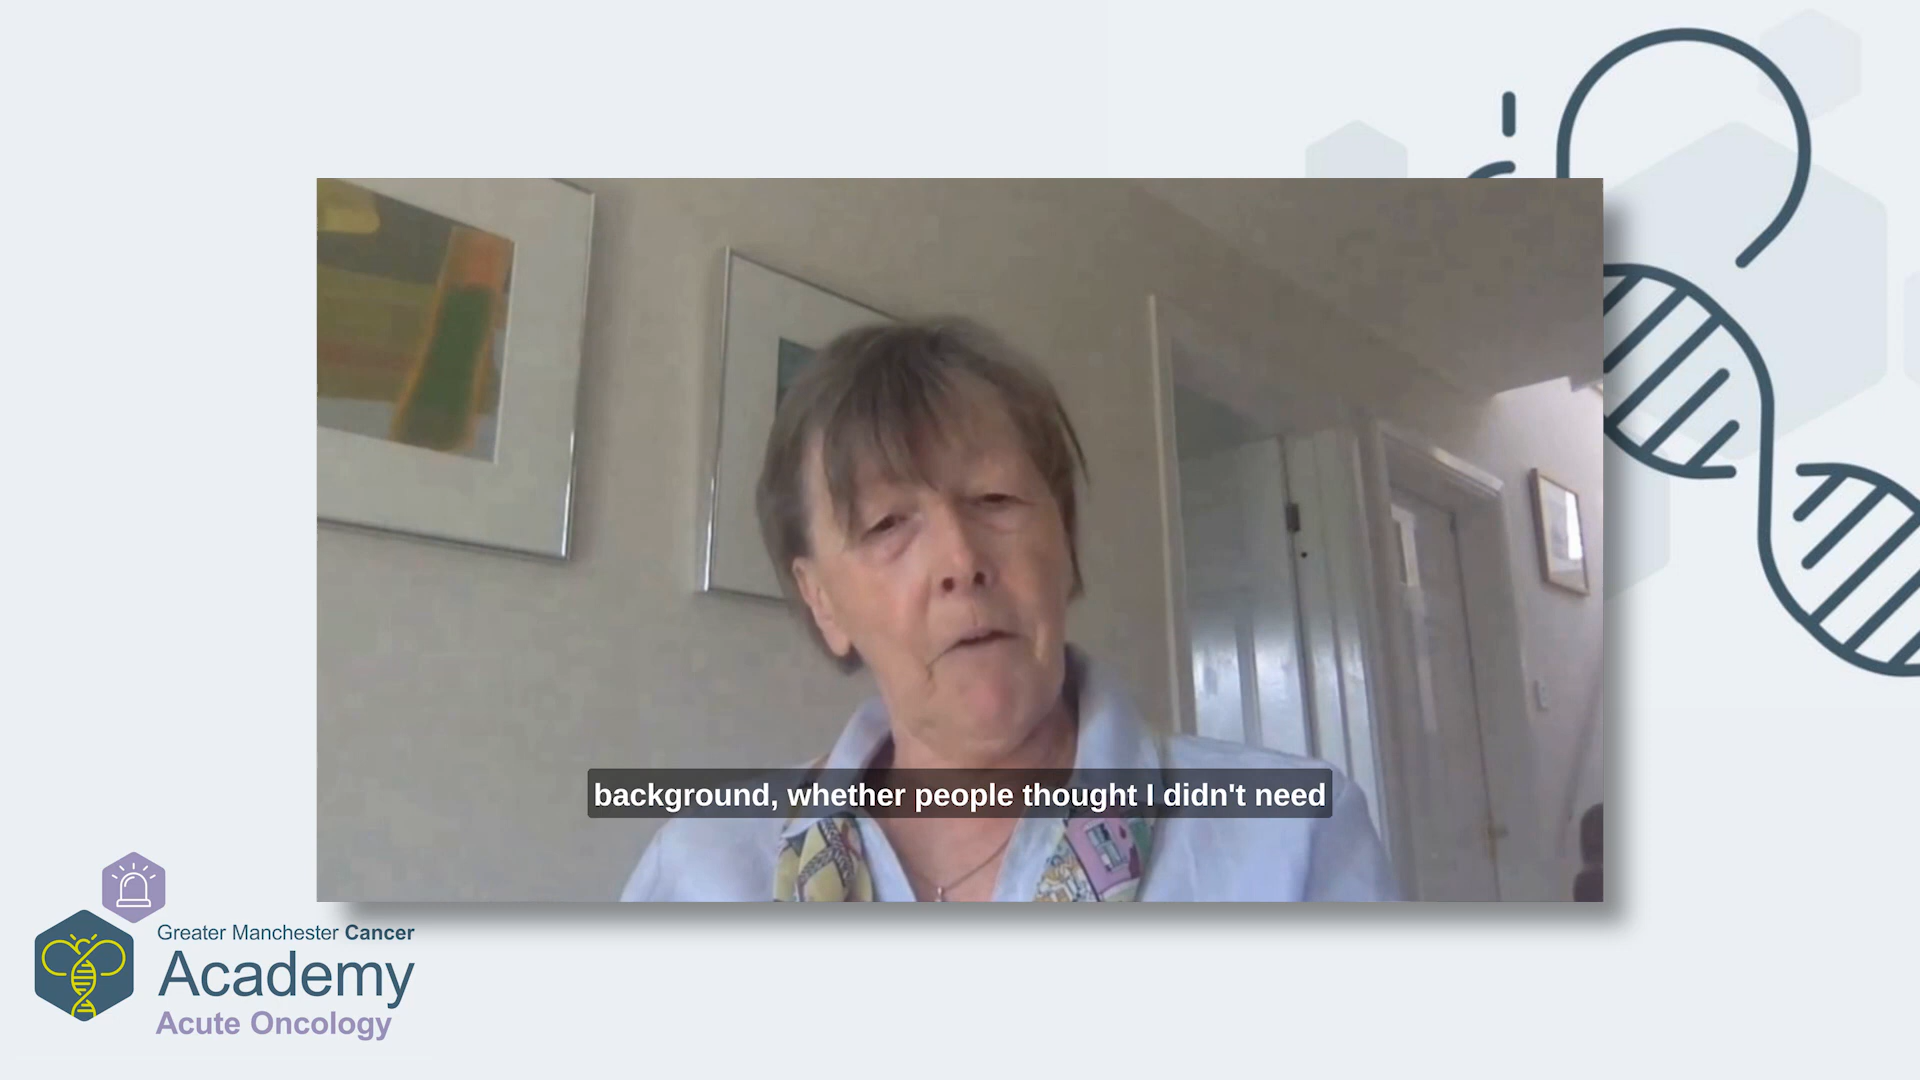 background, whether people thought I didn't need
Greater Manchester Cancer
Academy
Acute Oncology